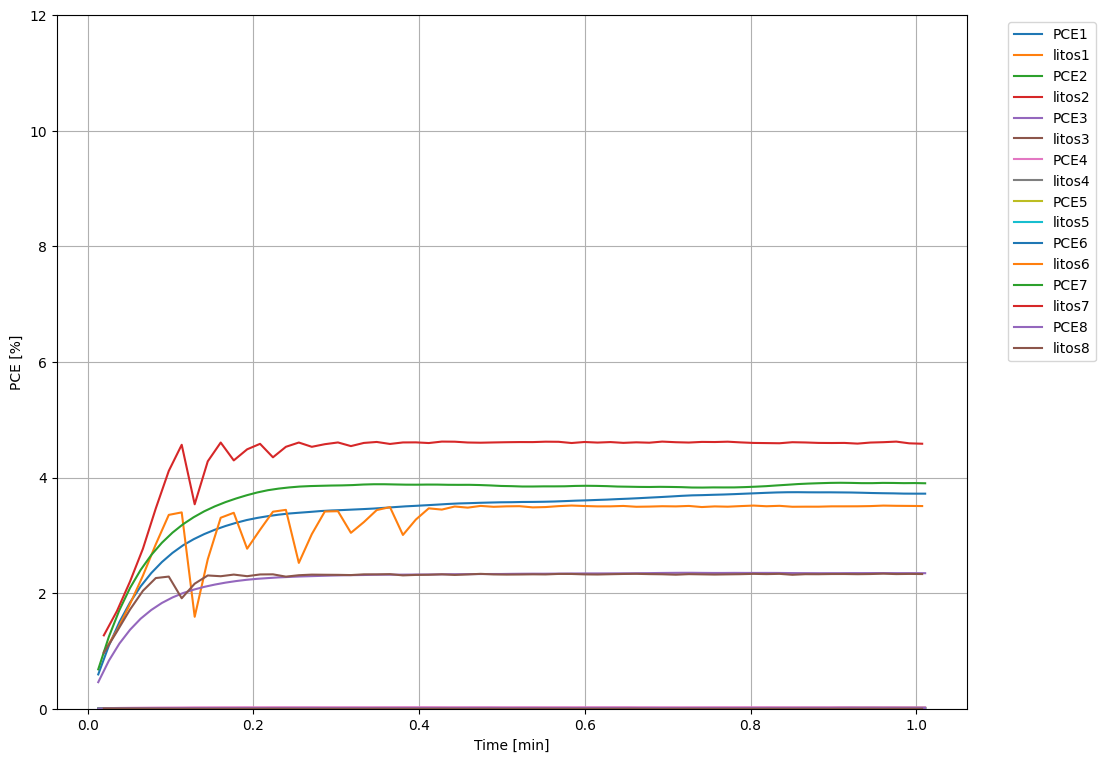 12
10
8
6
4
2
0
PCE [%]
0.0 0.2 0.4 0.6 0.8 1.0
Time [min]
PCE1
litos1
PCE2
litos2
PCE3
litos3
PCE4
litos4
PCE5
litos5
PCE6
litos6
PCE7
litos7
PCE8
litos8